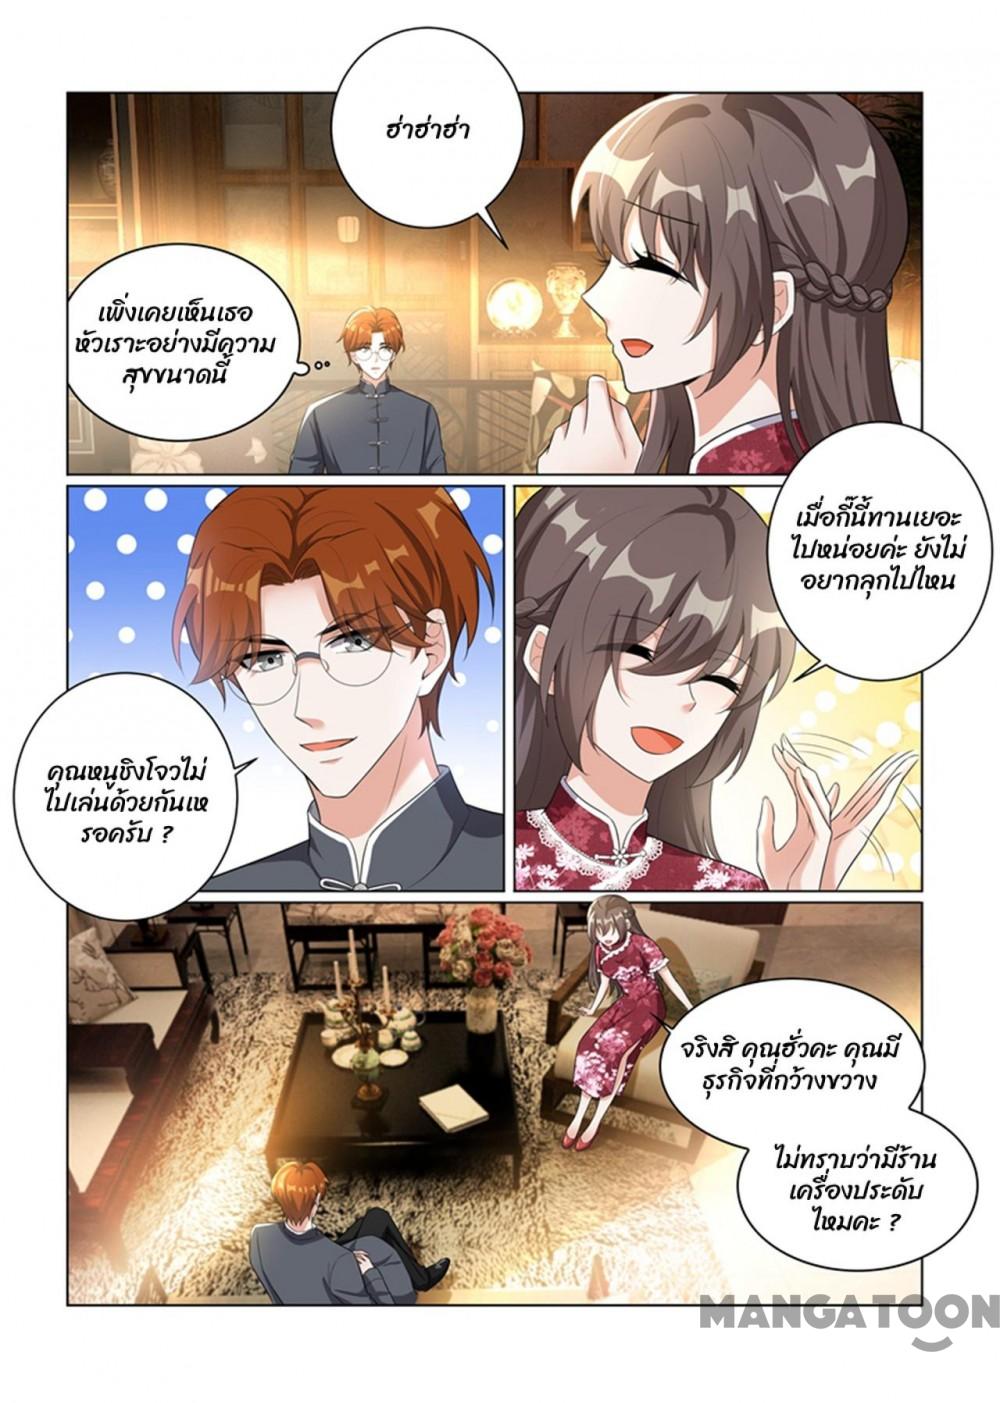 ฮ่าฮ่าฮ่า
เพิ่งเคยเห็นเธอ
หัวเราะอย่างมีความ
สุขขนาดนี้
เมื่อกี๊นี้ทานเยอะ
ไปหน่อยค่ะ ยังไม่
อยากลุกไปไหน
คุณหนูชิงโจวไม่
ไปเล่นด้วยกันเห
รอครับ ?
จริงสิ คุณฮั่วคะ คุณมี
ธุรกิจที่กว้างขวาง
ไม่ทราบว่ามีร้าน
เครื่องประดับ
ไหมคะ ?
MANGATOON